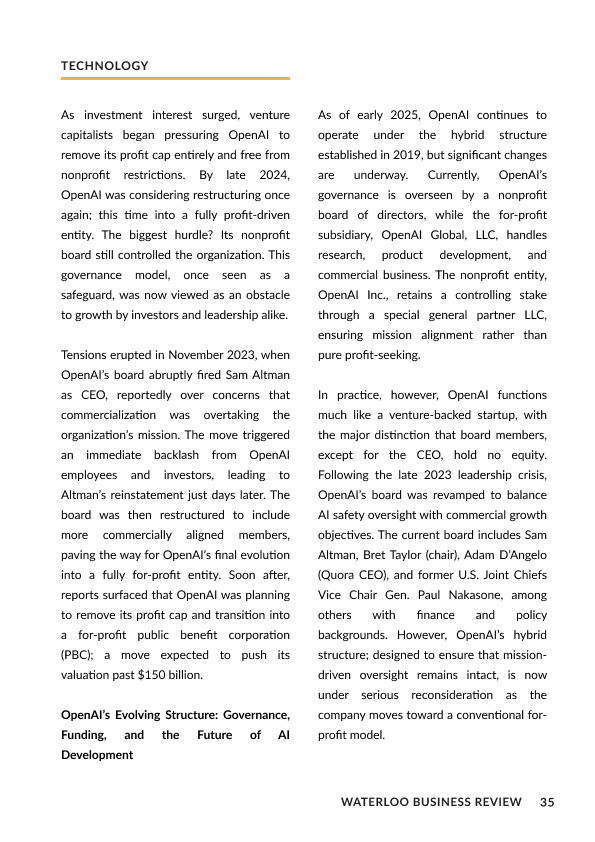 TECHNOLOGY
As investment interest surged, venture
capitalists began pressuring OpenAI to
remove its profit cap entirely and free from
nonprofit restrictions. By late 2024,
OpenAI was considering restructuring once
again; this time into a fully profit-driven
entity. The biggest hurdle? Its nonprofit
board still controlled the organization. This
governance model, once seen as a
safeguard, was now viewed as an obstacle
to growth by investors and leadership alike.
Tensions erupted in November 2023, when
OpenAI’s board abruptly fired Sam Altman
as CEO, reportedly over concerns that
commercialization was overtaking the
organization’s mission. The move triggered
an immediate backlash from OpenAI
employees and investors, leading to
Altman’s reinstatement just days later. The
board was then restructured to include
more commercially aligned members,
paving the way for OpenAI’s final evolution
into a fully for-profit entity. Soon after,
reports surfaced that OpenAI was planning
to remove its profit cap and transition into
a for-profit public benefit corporation
(PBC); a move expected to push its
valuation past $150 billion.
OpenAI’s Evolving Structure: Governance,
Funding, and the Future of AI
Development
As of early 2025, OpenAI continues to
operate under the hybrid structure
established in 2019, but significant changes
are underway. Currently, OpenAI’s
governance is overseen by a nonprofit
board of directors, while the for-profit
subsidiary, OpenAI Global, LLC, handles
research, product development, and
commercial business. The nonprofit entity,
OpenAI Inc., retains a controlling stake
through a special general partner LLC,
ensuring mission alignment rather than
pure profit-seeking.
In practice, however, OpenAI functions
much like a venture-backed startup, with
the major distinction that board members,
except for the CEO, hold no equity.
Following the late 2023 leadership crisis,
OpenAI’s board was revamped to balance
AI safety oversight with commercial growth
objectives. The current board includes Sam
Altman, Bret Taylor (chair), Adam D’Angelo
(Quora CEO), and former U.S. Joint Chiefs
Vice Chair Gen. Paul Nakasone, among
others with finance and policy
backgrounds. However, OpenAI’s hybrid
structure; designed to ensure that mission-
driven oversight remains intact, is now
under serious reconsideration as the
company moves toward a conventional for-
profit model.
WATERLOO BUSINESS REVIEW 35